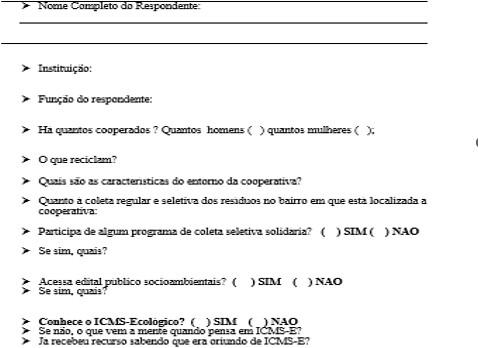 ➢ Nome Completo do Respondente:
➢ Instituição:
➢ Função do respondente:
➢ Ha quantos cooperados ? Quantos homens ( ) quantos mulheres ( );
➢ O que reciclam?
➢ Quais são as caracteristicas do entorno da cooperativa?
➢ Quanto a coleta regular e seletiva dos residuos no bairro em que esta localizada a
cooperativa:
➢ Participa de algum programa de coleta seletiva solidaria? ( ) SIM ( ) NAO
➢ Se sim, quais?
➢ Acessa edital publico socioambientais? ( ) SIM ( ) NAO
➢ Se sim, quais?
➢ Conhece o ICMS-Ecológico? ( ) SIM ( ) NAO
➢ Se não, o que vem a mente quando pensa em ICMS-E?
➢ Ja recebeu recurso sabendo que era oriundo de ICMS-E?